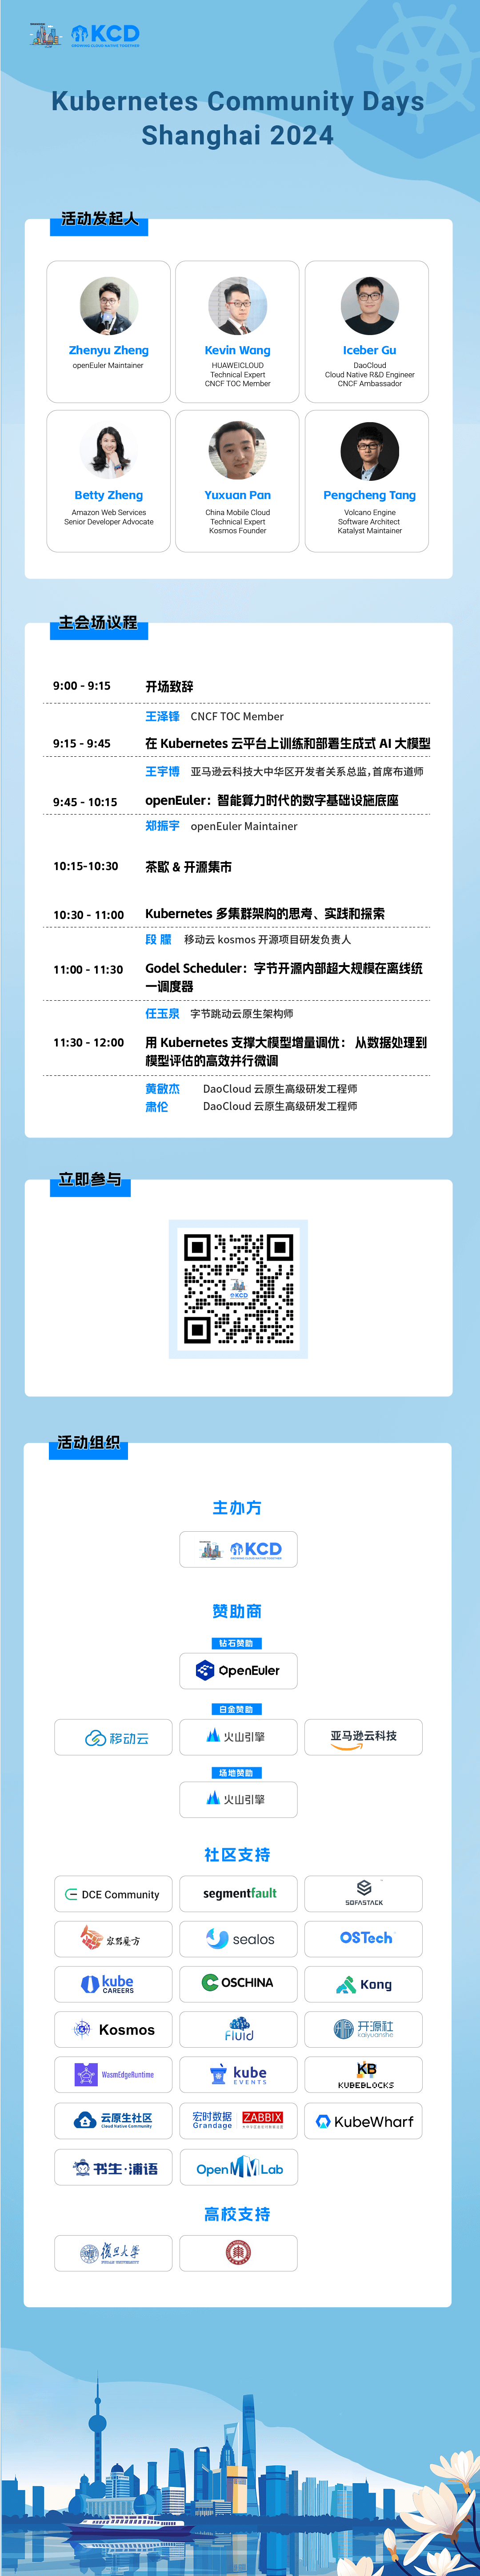 KCD
GROWING CLOUD NATIVE TOGETHER
Kubernetes Community Days
Shanghai 2024
活动发起人
Zhenyu Zheng
openEuler Maintainer
Kevin Wang
HUAWEICLOUD
Technical Expert
CNCF TOC Member
Iceber Gu
DaoCloud
Cloud Native R&D Engineer
CNCF Ambassador
Betty Zheng
Amazon Web Services
Senior Developer Advocate
Yuxuan Pan
China Mobile Cloud
Technical Expert
Kosmos Founder
Pengcheng Tang
Volcano Engine
Software Architect
Katalyst Maintainer
主会场议程
9:00 - 9:15 开场致辞
王泽锋 CNCF TOC Member
9:15 - 9:45 在 Kubernetes 云平台上训练和部署生成式 AI 大模型
王宇博 亚马逊云科技大中华区开发者关系总监,首席布道师
9:45 - 10:15 openEuler：智能算力时代的数字基础设施底座
郑振宇 openEuler Maintainer
10:15-10:30 茶歇 & 开源集市
10:30 - 11:00 Kubernetes 多集群架构的思考、实践和探索
段 朦 移动云 kosmos 开源项目研发负责人
11:00 - 11:30 Godel Scheduler：字节开源内部超大规模在离线统
一调度器
任玉泉 字节跳动云原生架构师
11:30 - 12:00 用 Kubernetes 支撑大模型增量调优： 从数据处理到
模型评估的高效并行微调
黄敏杰 DaoCloud 云原生高级研发工程师
肃伦 DaoCloud 云原生高级研发工程师
立即参与
KCD
活动组织
主办方
KCD
GROWING CLOUD NATIVE TOGETHER
赞助商
钻石赞助
OpenEuler
白金赞助
移动云
火山引擎
亚马逊云科技
场地赞助
火山引擎
社区支持
DCE Community
segmentfault
SOFASTACK
容器魔方
sealos
OSTech
kube
CAREERS
OSCHINA
Kong
Kosmos
Fluid
开源社
kaiyuanshe
WasmEdgeRuntime
kube
EVENTS
KB
KUBEBLOCKS
云原生社区
Cloud Native Community
宏时数据
Grandage
ZABBIX
KubeWharf
书生·浦语
OpenMMLab
高校支持
復旦大学
FUDAN UNIVERSITY